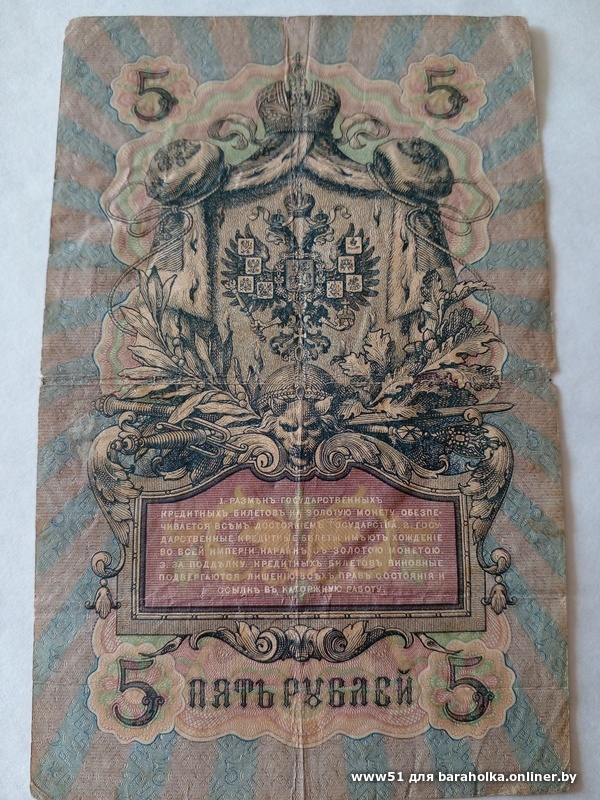 5 5
1. РАЗМѢНЪ ГОСУДАРСТВЕННЫХЪ
КРЕДИТНЫХЪ БИЛЕТОВЪ НА ЗОЛОТУЮ МОНЕТУ ОБЕЗПЕ-
ЧИВАЕТСЯ ВСѢМЪ ДОСТОЯНІЕМЪ ГОСУДАРСТВА. 2. ГОСУ-
ДАРСТВЕННЫЕ КРЕДИТНЫЕ БИЛЕТЫ ИМѢЮТЪ ХОЖДЕНІЕ
ВО ВСЕЙ ИМПЕРІИ НАРАВНѢ СЪ ЗОЛОТОЮ МОНЕТОЮ.
3. ЗА ПОДДѢЛКУ КРЕДИТНЫХЪ БИЛЕТОВЪ ВИНОВНЫЕ
ПОДВЕРГАЮТСЯ ЛИШЕНІЮ ВСѢХЪ ПРАВЪ СОСТОЯНІЯ И
ССЫЛКѢ ВЪ КАТОРЖНУЮ РАБОТУ.
5 ПЯТЬ РУБЛЕЙ 5
www51 для baraholka.onliner.by